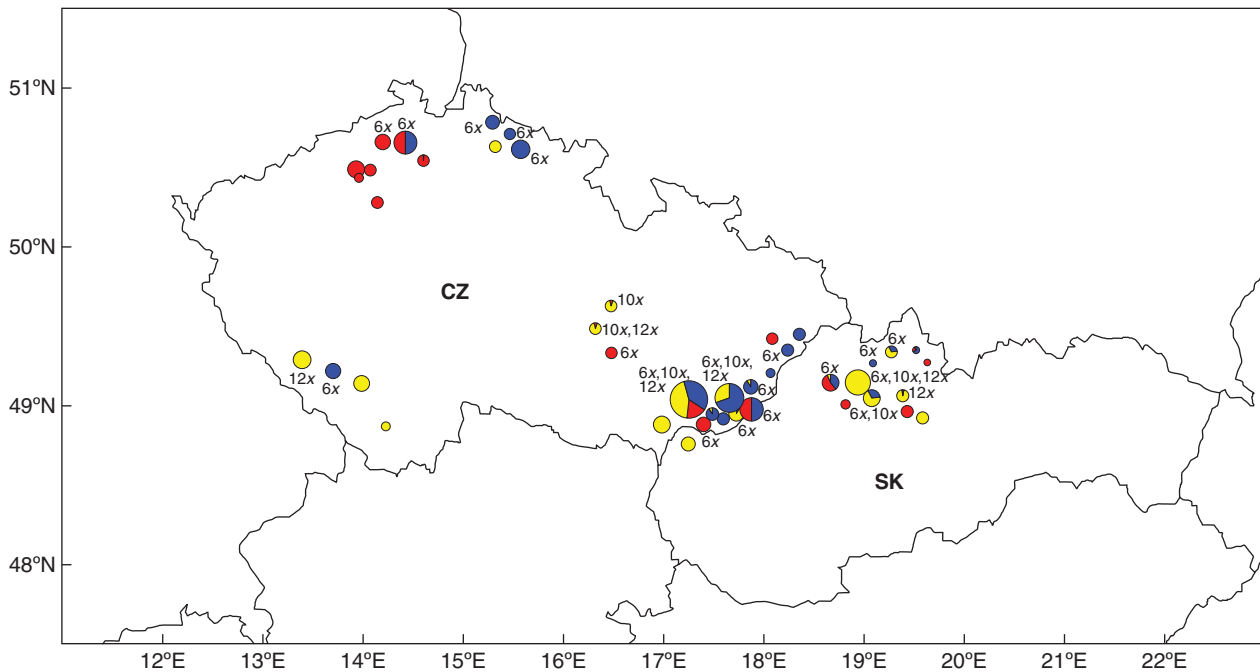 51°N
50°N
49°N
48°N
6x
6x
6x
6x
CZ
10x
10x,12x
6x
12x
6x
6x,10x,
12x
6x,10x,
12x
6x
6x
6x
6x
6x
6x
6x
6x
6x,10x,12x
12x
6x,10x
SK
12°E
13°E
14°E
15°E
16°E
17°E
18°E
19°E
20°E
21°E
22°E